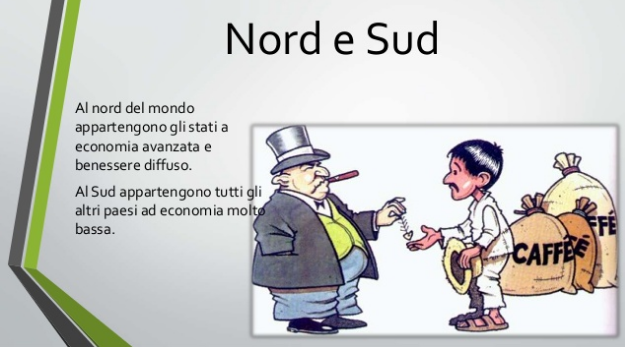 Nord e Sud
Al nord del mondo
appartengono gli stati a
economia avanzata e
benessere diffuso.
Al Sud appartengono tutti gli
altri paesi ad economia molto
bassa.
CAFFÈ
È
FFÈ